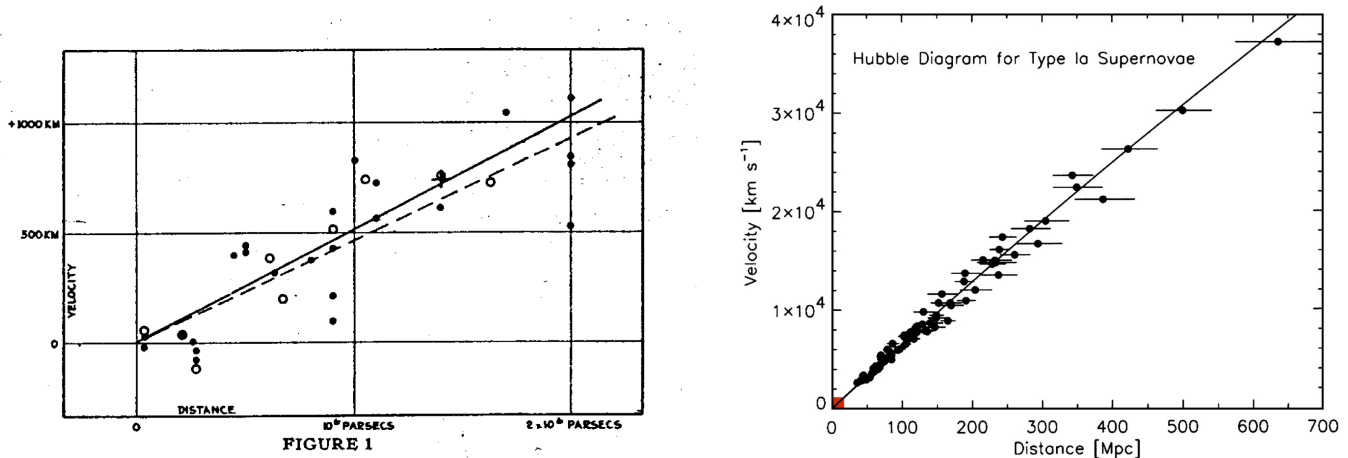 +1000 KM
500 KM
0
VELOCITY
DISTANCE
0
10⁶ PARSECS
2 x 10⁶ PARSECS
FIGURE 1
Hubble Diagram for Type Ia Supernovae
4×10⁴
3×10⁴
2×10⁴
1×10⁴
0
Velocity [km s⁻¹]
0 100 200 300 400 500 600 700
Distance [Mpc]